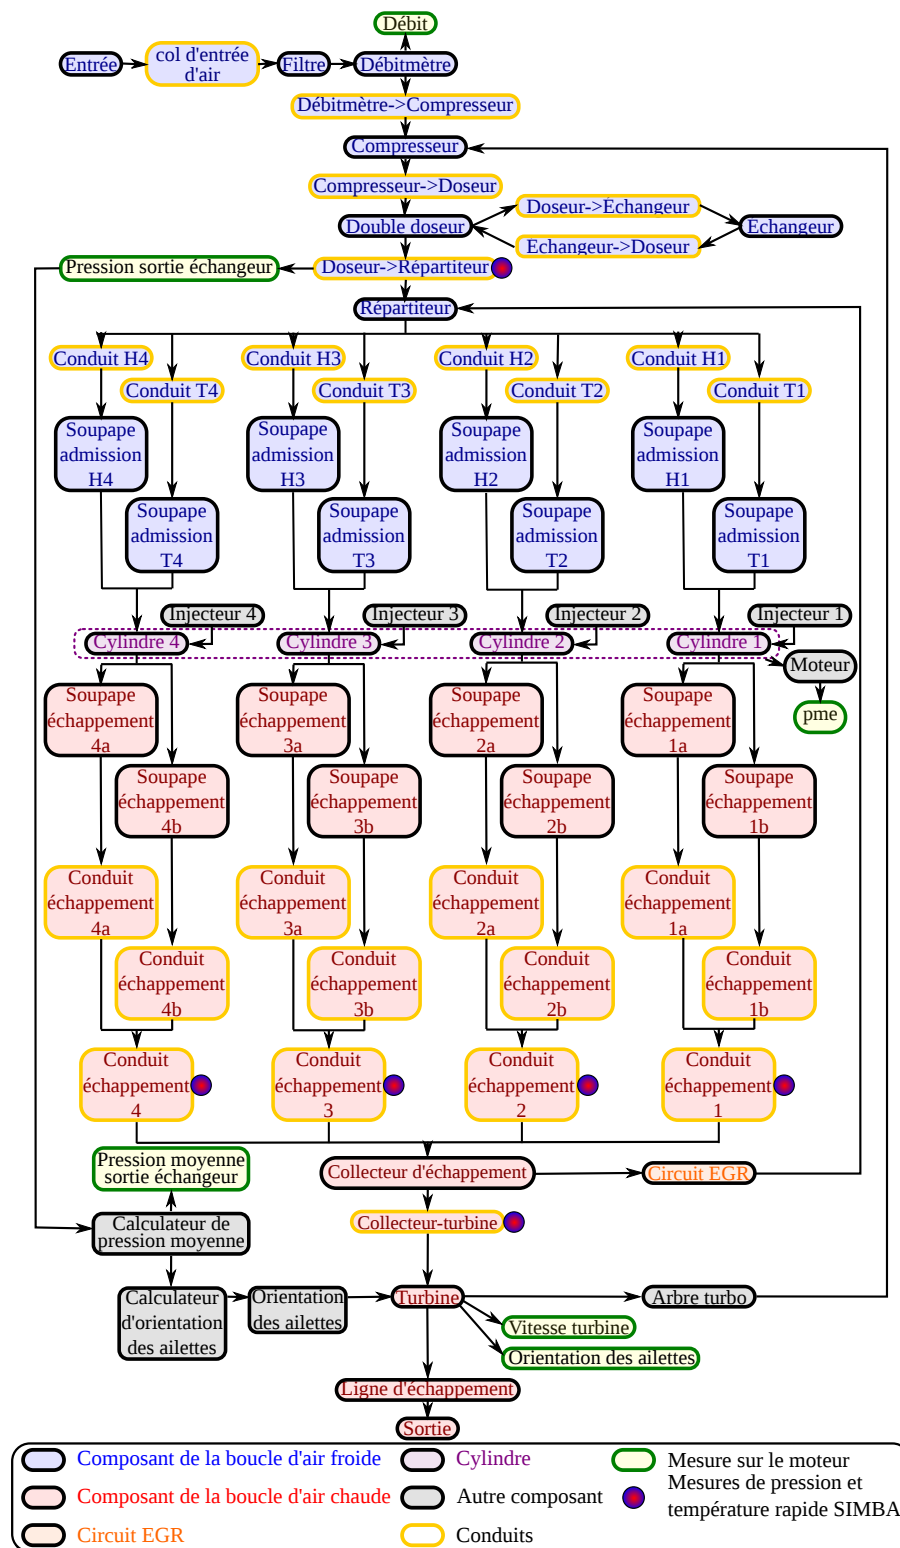 Débit
Entrée
col d'entrée
d'air
Filtre
Débitmètre
Débitmètre->Compresseur
Compresseur
Compresseur->Doseur
Doseur->Échangeur
Double doseur
Echangeur
Echangeur->Doseur
Pression sortie échangeur
Doseur->Répartiteur
Répartiteur
Conduit H4
Conduit H3
Conduit H2
Conduit H1
Conduit T4
Conduit T3
Conduit T2
Conduit T1
Soupape
admission
H4
Soupape
admission
H3
Soupape
admission
H2
Soupape
admission
H1
Soupape
admission
T4
Soupape
admission
T3
Soupape
admission
T2
Soupape
admission
T1
Injecteur 4
Injecteur 3
Injecteur 2
Injecteur 1
Cylindre 4
Cylindre 3
Cylindre 2
Cylindre 1
Moteur
pme
Soupape
échappement
4a
Soupape
échappement
3a
Soupape
échappement
2a
Soupape
échappement
1a
Soupape
échappement
4b
Soupape
échappement
3b
Soupape
échappement
2b
Soupape
échappement
1b
Conduit
échappement
4a
Conduit
échappement
3a
Conduit
échappement
2a
Conduit
échappement
1a
Conduit
échappement
4b
Conduit
échappement
3b
Conduit
échappement
2b
Conduit
échappement
1b
Conduit
échappement
4
Conduit
échappement
3
Conduit
échappement
2
Conduit
échappement
1
Pression moyenne
sortie échangeur
Collecteur d'échappement
Circuit EGR
Calculateur de
pression moyenne
Collecteur-turbine
Calculateur
d'orientation
des ailettes
Orientation
des ailettes
Turbine
Arbre turbo
Vitesse turbine
Orientation des ailettes
Ligne d'échappement
Sortie
Composant de la boucle d'air froide
Cylindre
Mesure sur le moteur
Composant de la boucle d'air chaude
Autre composant
Mesures de pression et
température rapide SIMBA
Circuit EGR
Conduits